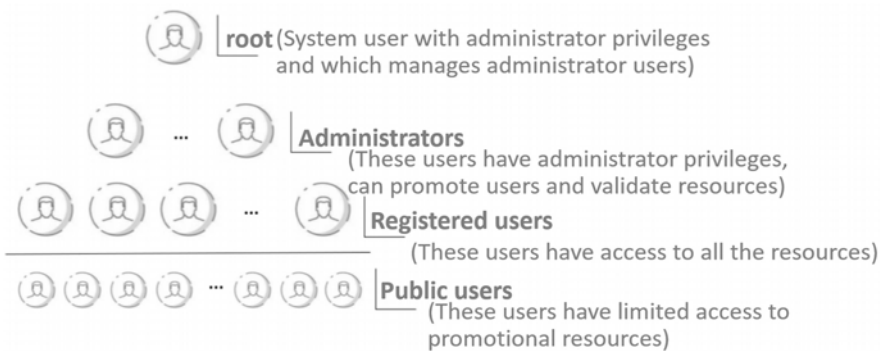 root (System user with administrator privileges
and which manages administrator users)
...
Administrators
(These users have administrator privileges,
can promote users and validate resources)
...
Registered users
(These users have access to all the resources)
...
Public users
(These users have limited access to
promotional resources)